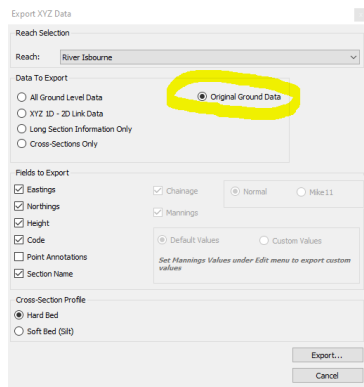 Export XYZ Data
Reach Selection
Reach: River Isbourne
Data To Export
All Ground Level Data
Original Ground Data
XYZ 1D - 2D Link Data
Long Section Information Only
Cross-Sections Only
Fields to Export
Eastings
Chainage
Normal
Mike11
Northings
Mannings
Height
Code
Default Values
Custom Values
Point Annotations
Set Mannings Values under Edit menu to export custom
values
Section Name
Cross-Section Profile
Hard Bed
Soft Bed (Silt)
Export...
Cancel